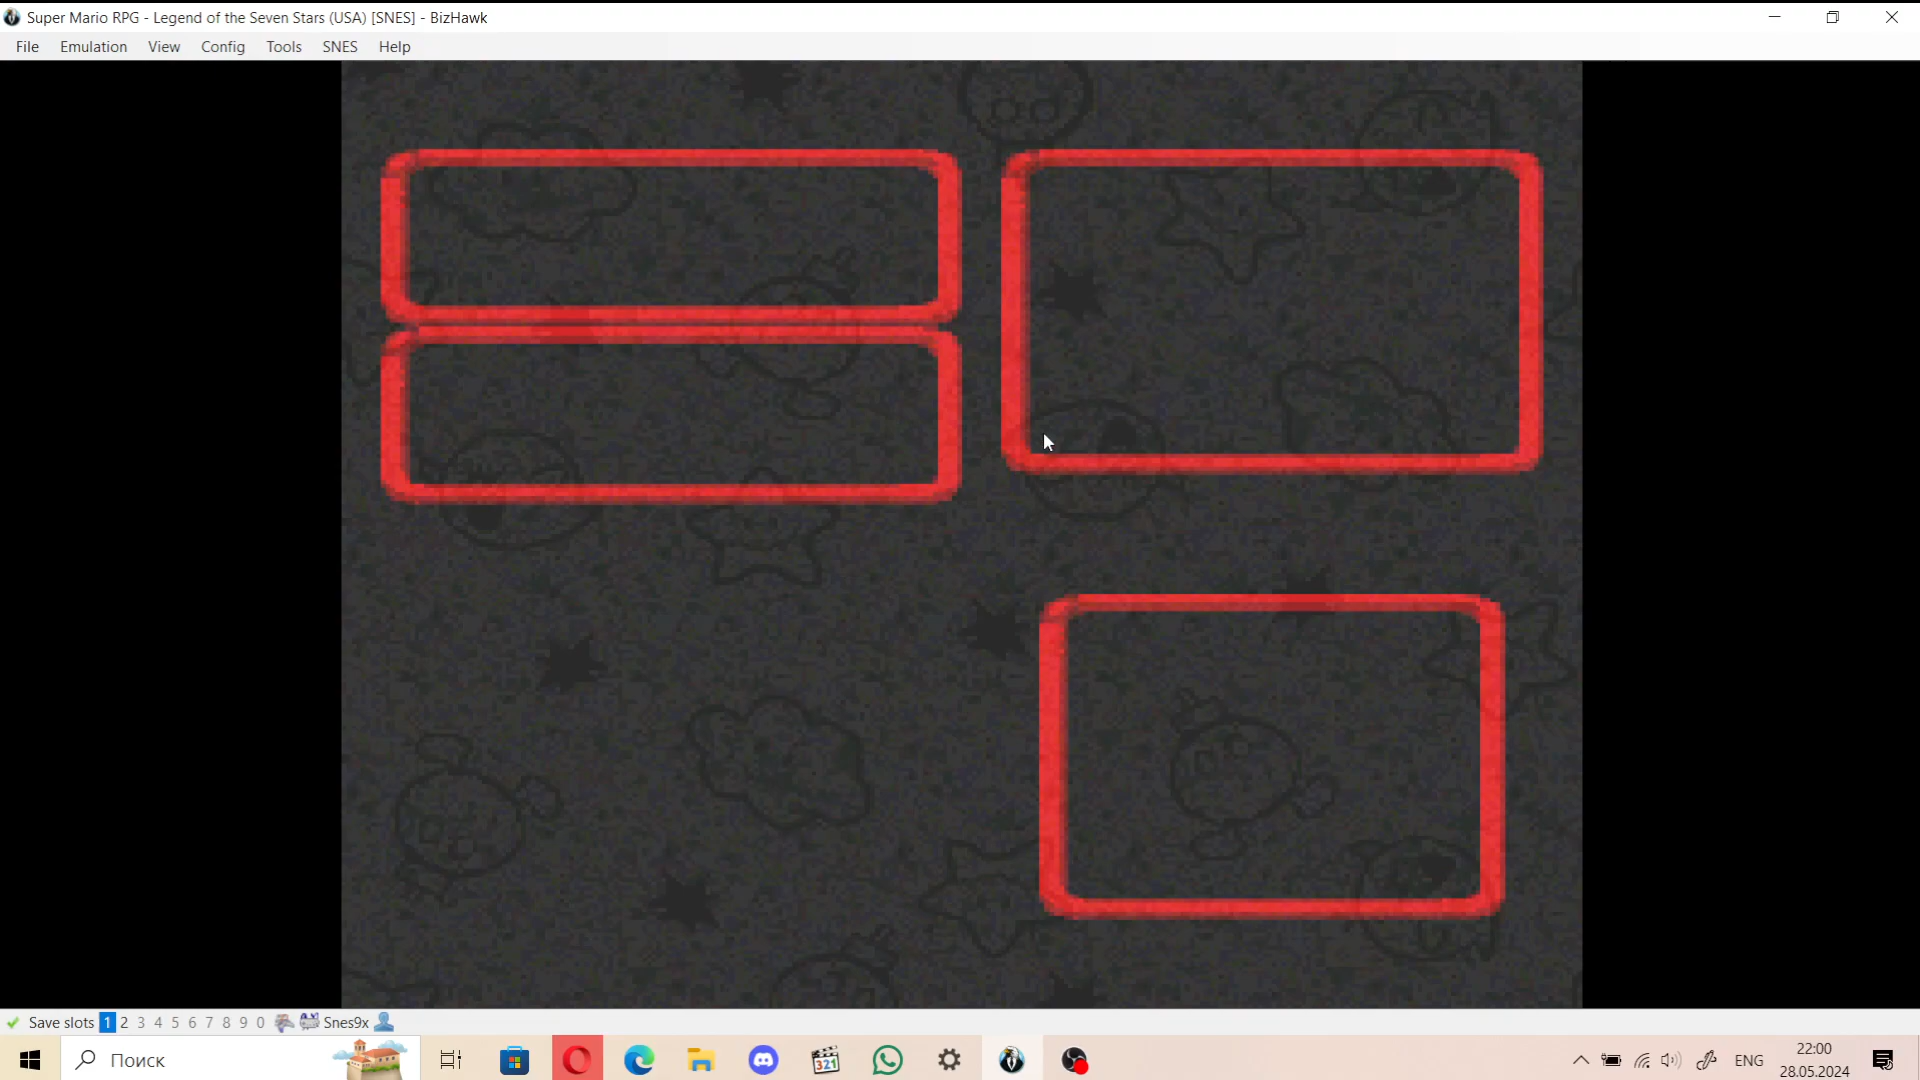 Super Mario RPG - Legend of the Seven Stars (USA) [SNES] - BizHawk
File Emulation View Config Tools SNES Help
Save slots 1 2 3 4 5 6 7 8 9 0 Snes9x
Поиск
321
ENG
22:00
28.05.2024